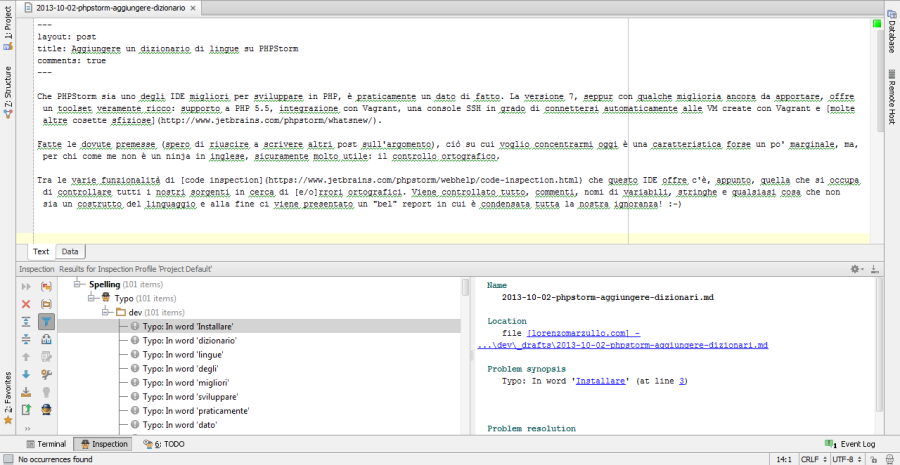 2013-10-02-phpstorm-aggiungere-dizionario
1: Project
Z: Structure
2: Favorites
Database
Remote Host
---
layout: post
title: Aggiungere un dizionario di lingue su PHPStorm
comments: true
---
Che PHPStorm sia uno degli IDE migliori per sviluppare in PHP, è praticamente un dato di fatto. La versione 7, seppur con qualche miglioria ancora da apportare, offre
un toolset veramente ricco: supporto a PHP 5.5, integrazione con Vagrant, una console SSH in grado di connettersi automaticamente alle VM create con Vagrant e [molte
altre cosette sfiziose](http://www.jetbrains.com/phpstorm/whatsnew/).
Fatte le dovute premesse (spero di riuscire a scrivere altri post sull'argomento), ciò su cui voglio concentrarmi oggi è una caratteristica forse un po' marginale, ma,
per chi come me non è un ninja in inglese, sicuramente molto utile: il controllo ortografico.
Tra le varie funzionalità di [code inspection](https://www.jetbrains.com/phpstorm/webhelp/code-inspection.html) che questo IDE offre c'è, appunto, quella che si occupa
di controllare tutti i nostri sorgenti in cerca di [e/o]rrori ortografici. Viene controllato tutto, commenti, nomi di variabili, stringhe e qualsiasi cosa che non
sia un costrutto del linguaggio e alla fine ci viene presentato un "bel" report in cui è condensata tutta la nostra ignoranza! :-)
Text Data
Inspection Results for Inspection Profile 'Project Default'
Spelling (101 items)
Typo (101 items)
dev (101 items)
Typo: In word 'Installare'
Typo: In word 'dizionario'
Typo: In word 'lingue'
Typo: In word 'degli'
Typo: In word 'migliori'
Typo: In word 'sviluppare'
Typo: In word 'praticamente'
Typo: In word 'dato'
Name
2013-10-02-phpstorm-aggiungere-dizionari.md
Location
file [lorenzomarzullo.com] -
...\dev\_drafts\2013-10-02-phpstorm-aggiungere-dizionari.md
Problem synopsis
Typo: In word 'Installare' (at line 3)
Problem resolution
Terminal Inspection 6: TODO 1 Event Log
No occurrences found 14:1 CRLF UTF-8